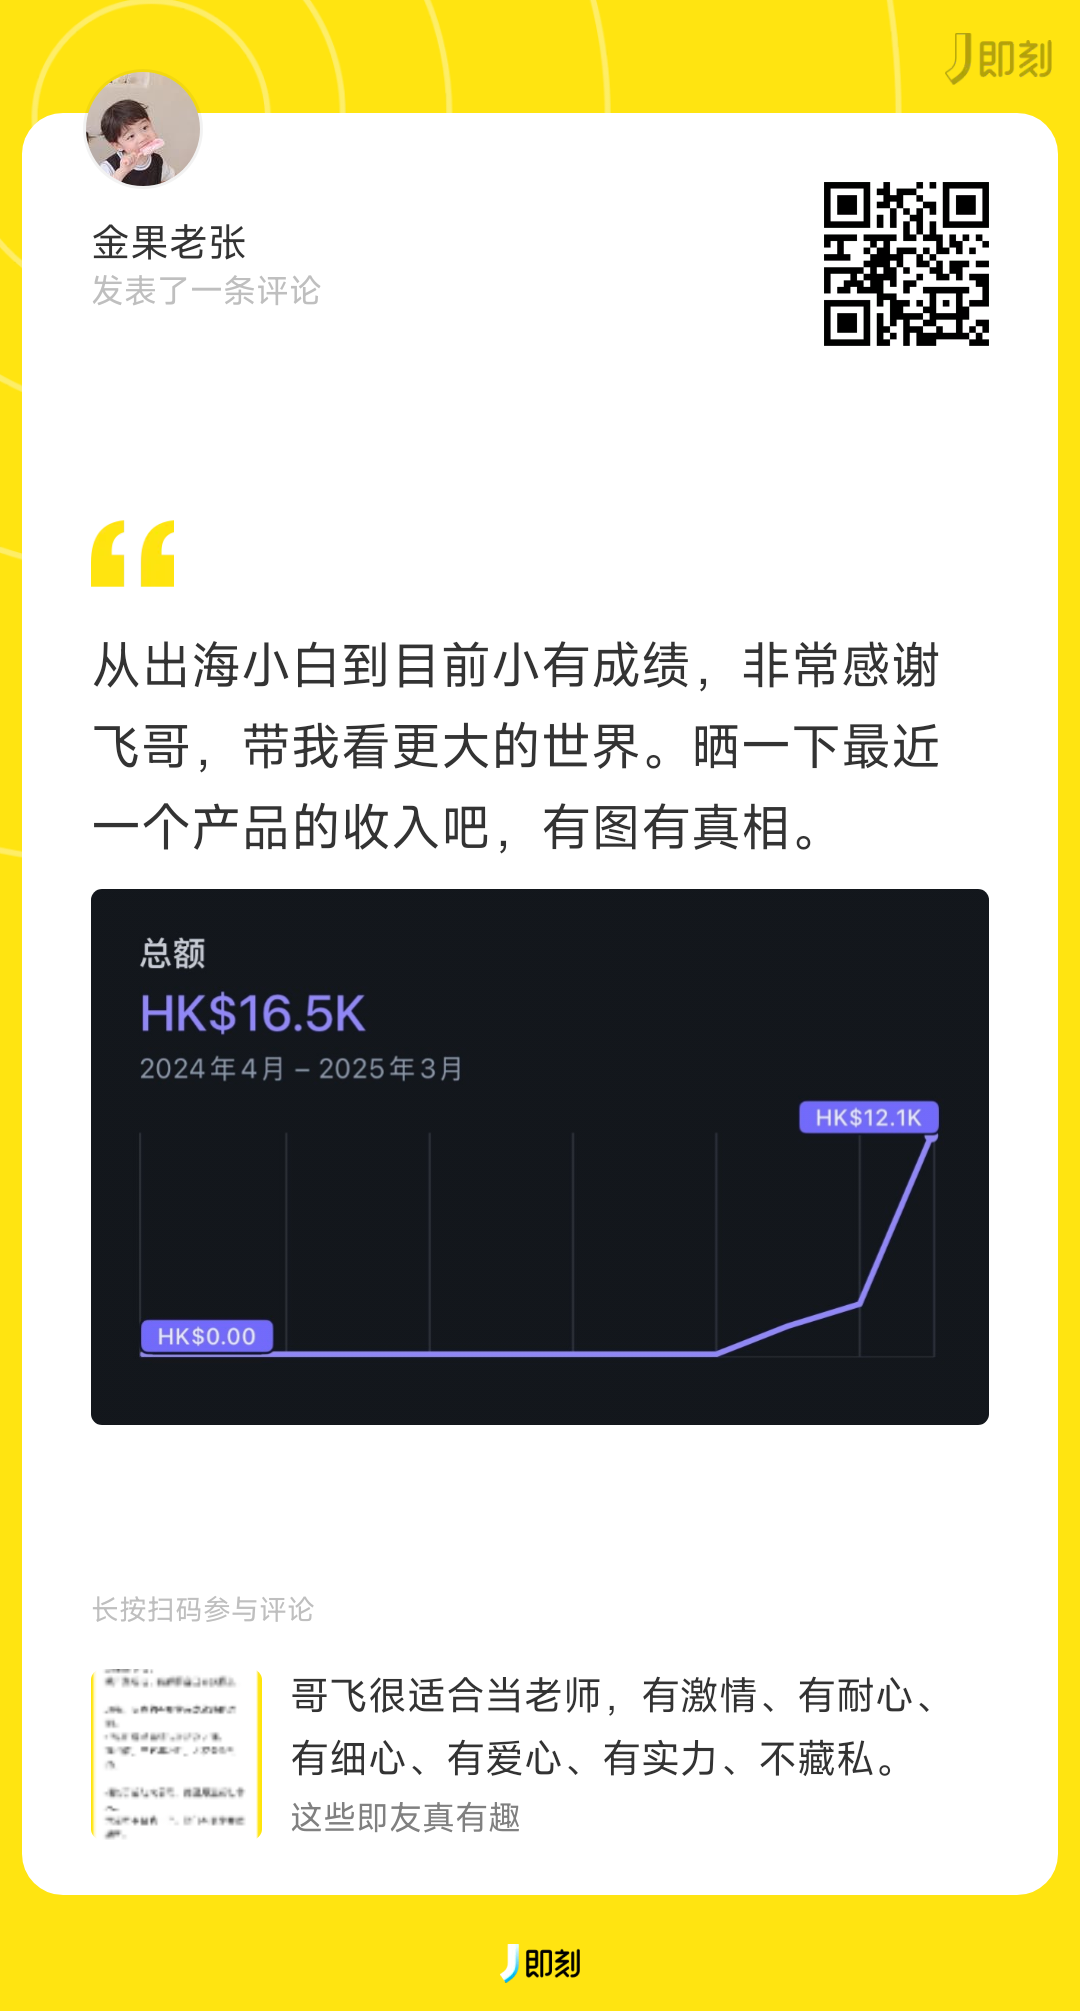 即刻
金果老张
发表了一条评论
从出海小白到目前小有成绩，非常感谢
飞哥，带我看更大的世界。晒一下最近
一个产品的收入吧，有图有真相。
总额
HK$16.5K
2024年4月 – 2025年3月
HK$12.1K
HK$0.00
长按扫码参与评论
哥飞很适合当老师，有激情、有耐心、
有细心、有爱心、有实力、不藏私。
这些即友真有趣
即刻